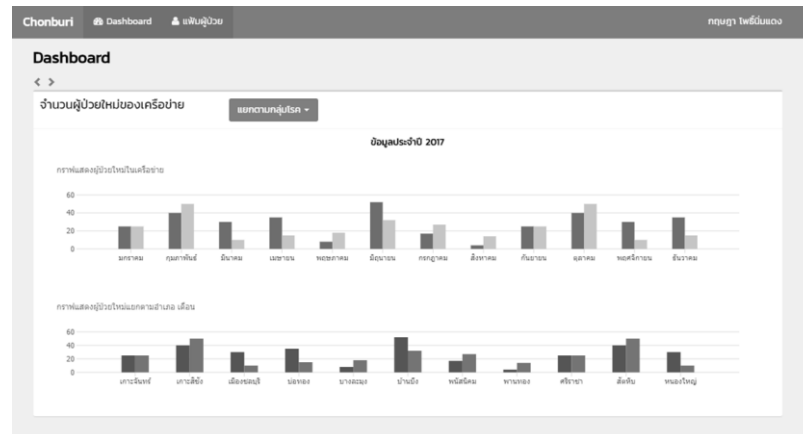 Chonburi Dashboard แฟ้มผู้ป่วย กฤษฎา โพธิ์นิ่มแดง
Dashboard
< >
จำนวนผู้ป่วยใหม่ของเครือข่าย แยกตามกลุ่มโรค
ข้อมูลประจำปี 2017
กราฟแสดงผู้ป่วยใหม่ในเครือข่าย
60
40
20
0
มกราคม กุมภาพันธ์ มีนาคม เมษายน พฤษภาคม มิถุนายน กรกฎาคม สิงหาคม กันยายน ตุลาคม พฤศจิกายน ธันวาคม
กราฟแสดงผู้ป่วยใหม่แยกตามอำเภอ เดือน
60
40
20
0
เกาะจันทร์ เกาะสีชัง เมืองชลบุรี บ่อทอง บางละมุง บ้านบึง พนัสนิคม พานทอง ศรีราชา สัตหีบ หนองใหญ่